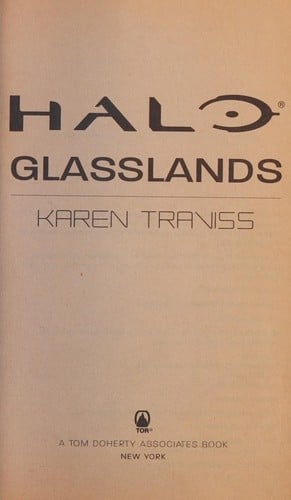 HALO®
GLASSLANDS
KAREN TRAVISS
TOR®
A TOM DOHERTY ASSOCIATES BOOK
NEW YORK